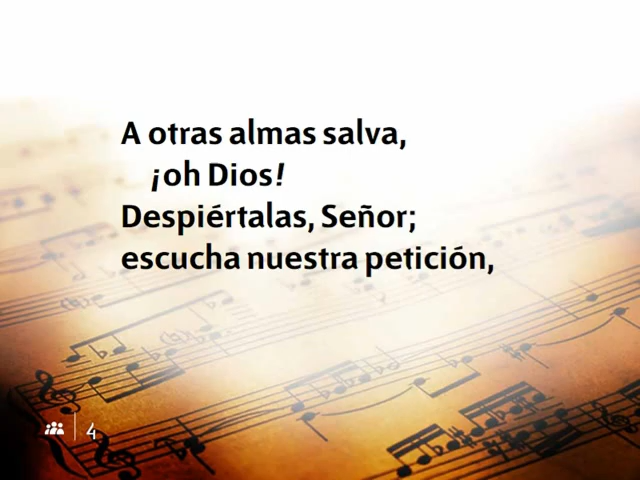 A otras almas salva,
¡oh Dios!
Despiértalas, Señor;
escucha nuestra petición,
4